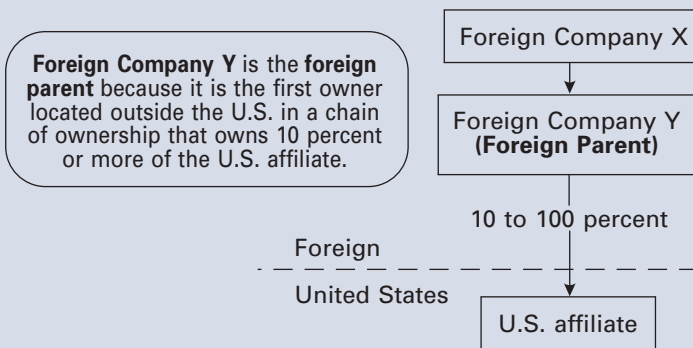 Foreign Company Y is the foreign
parent because it is the first owner
located outside the U.S. in a chain
of ownership that owns 10 percent
or more of the U.S. affiliate.
Foreign Company X
Foreign Company Y
(Foreign Parent)
10 to 100 percent
Foreign
United States
U.S. affiliate